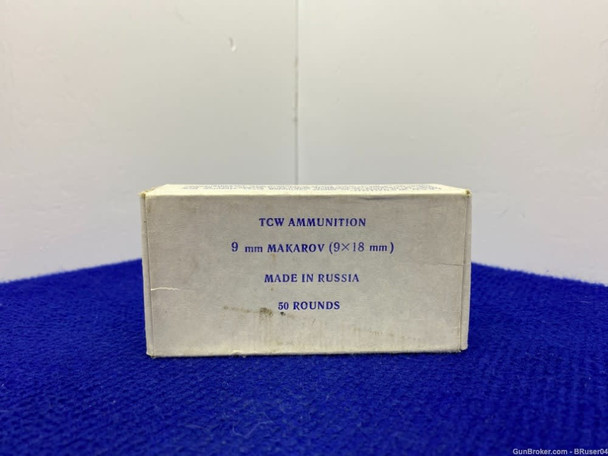 TCW AMMUNITION
9 mm MAKAROV (9×18 mm)
MADE IN RUSSIA
50 ROUNDS
GunBroker.com - BRuser04